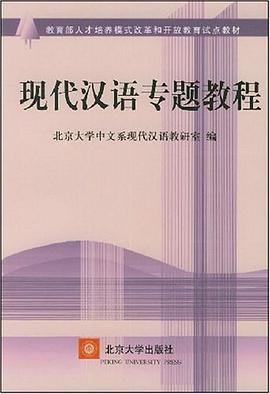 教育部人才培养模式改革和开放教育试点教材
现代汉语专题教程
北京大学中文系现代汉语教研室 编
北京大学出版社
PEKING UNIVERSITY PRESS